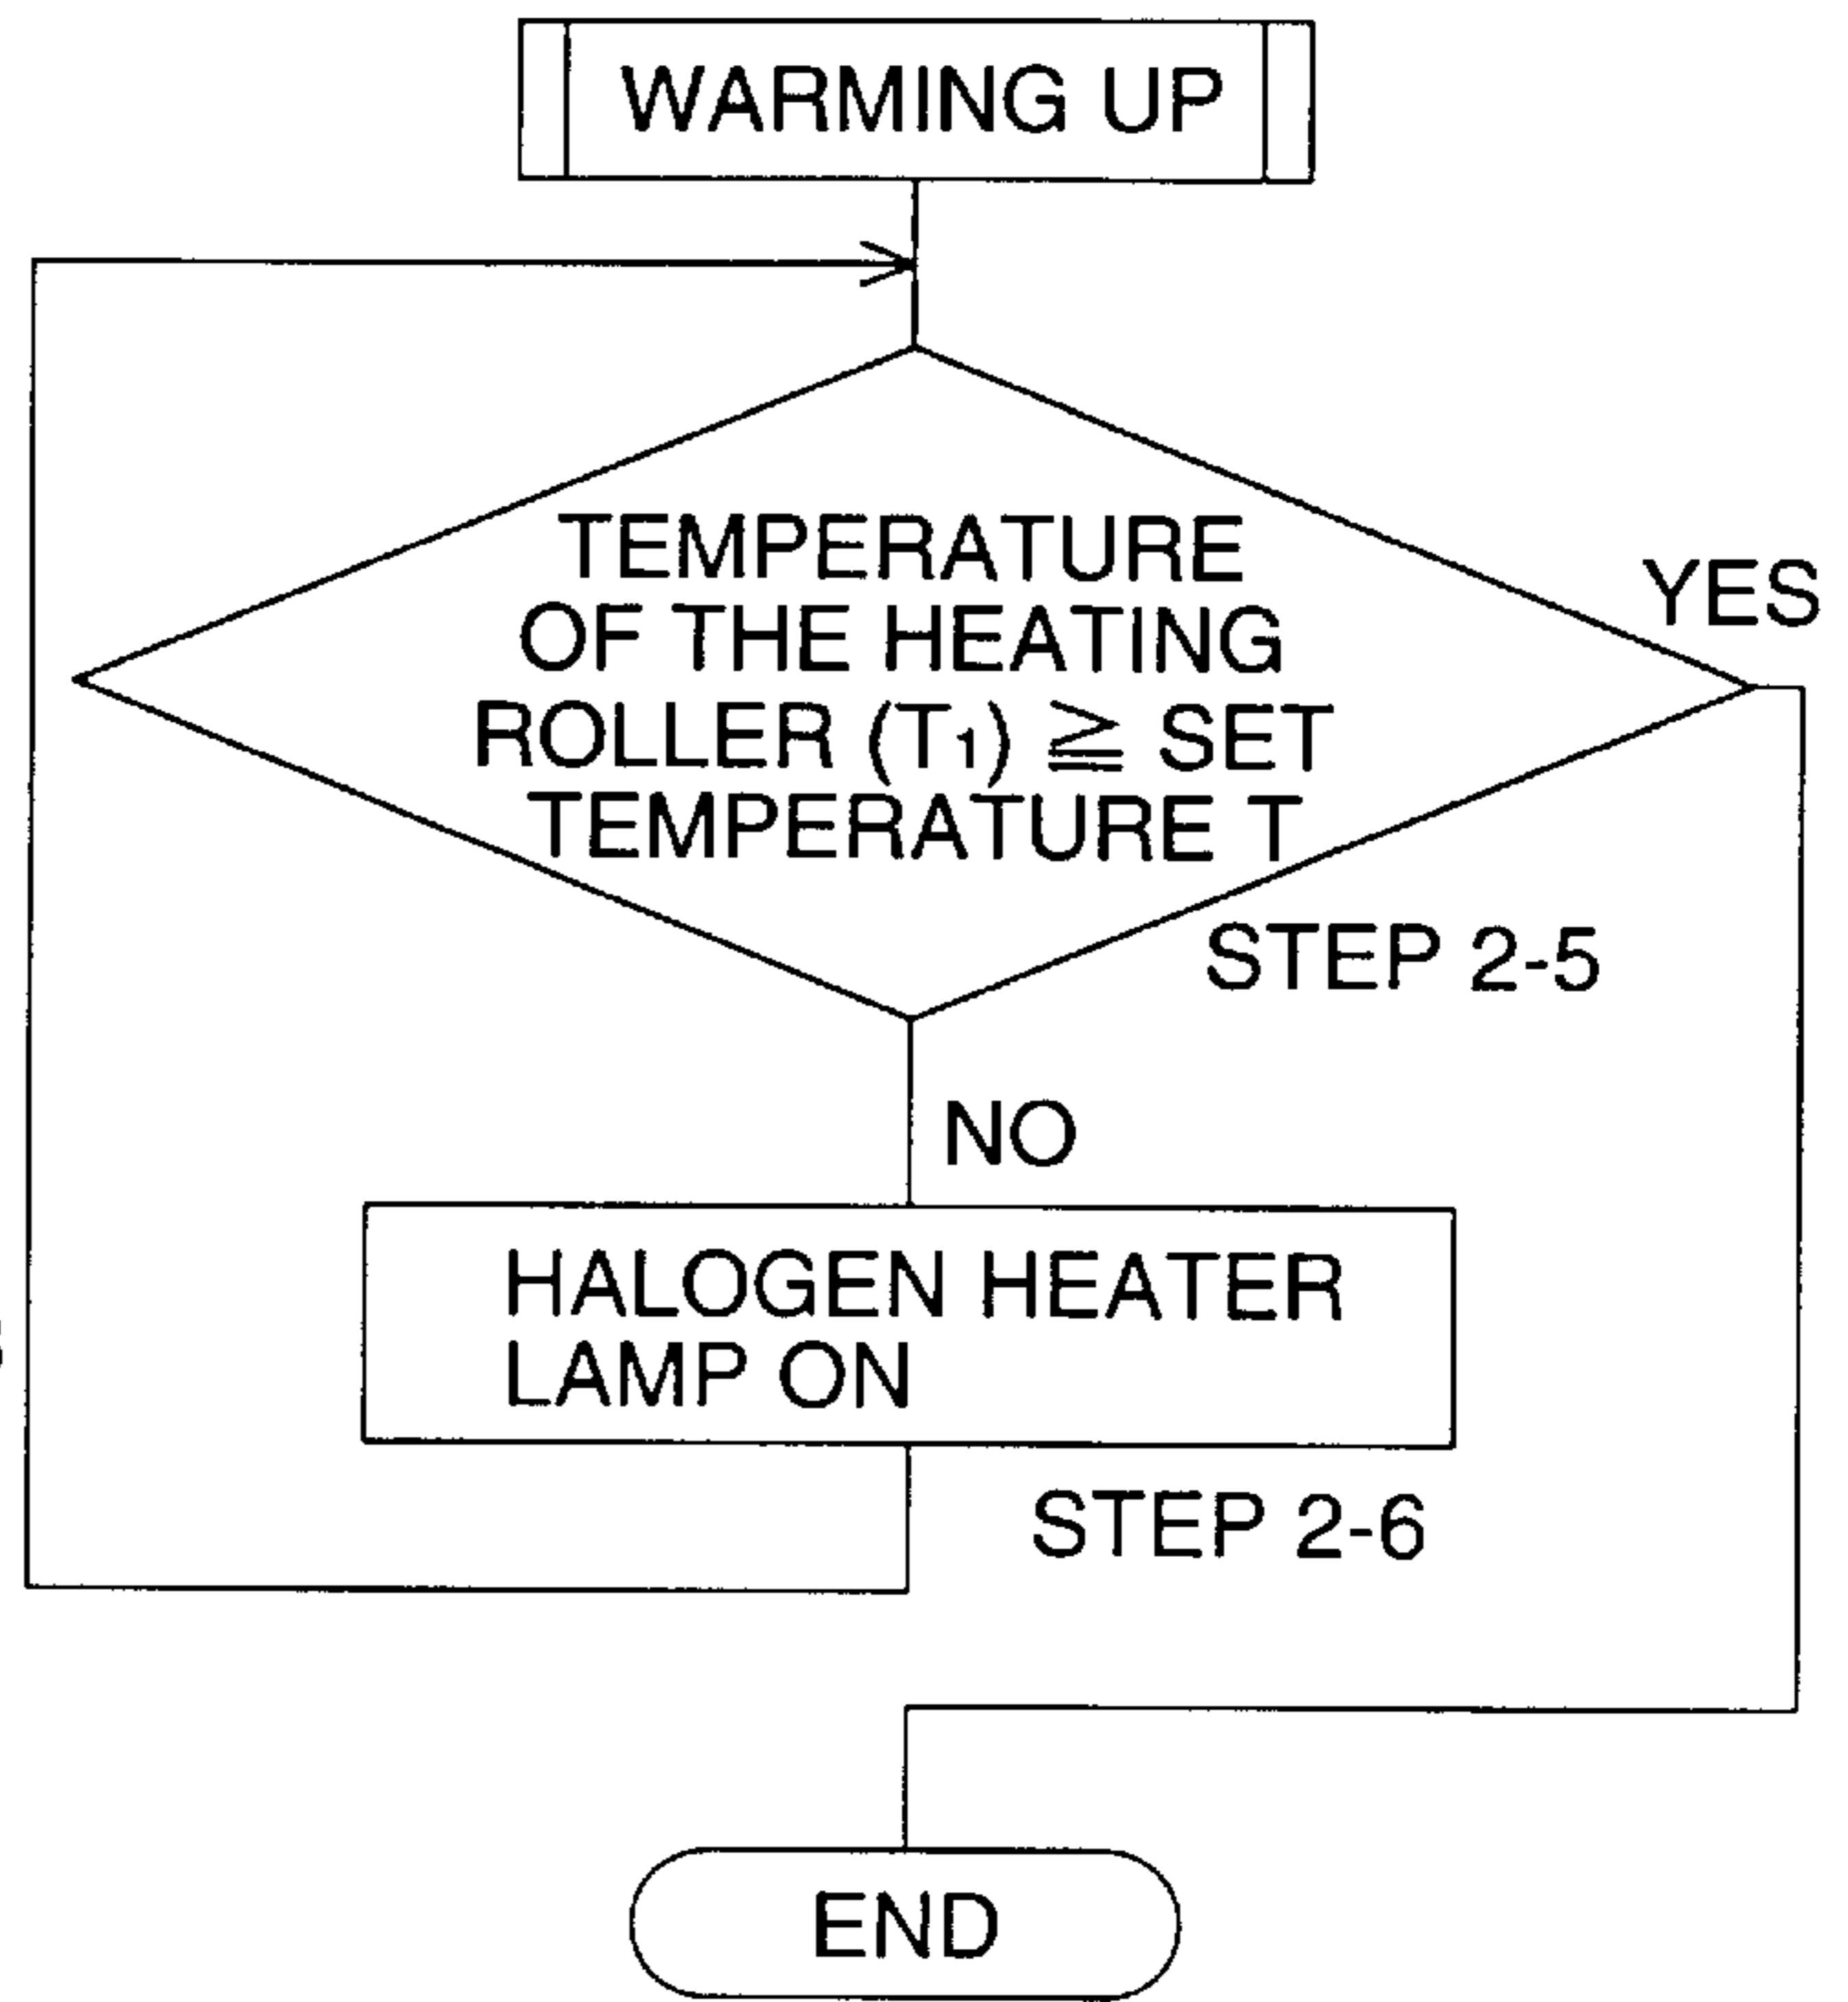 WARMING UP
TEMPERATURE
OF THE HEATING
ROLLER (T1) ≧ SET
TEMPERATURE T
YES
STEP 2-5
NO
HALOGEN HEATER
LAMP ON
STEP 2-6
END